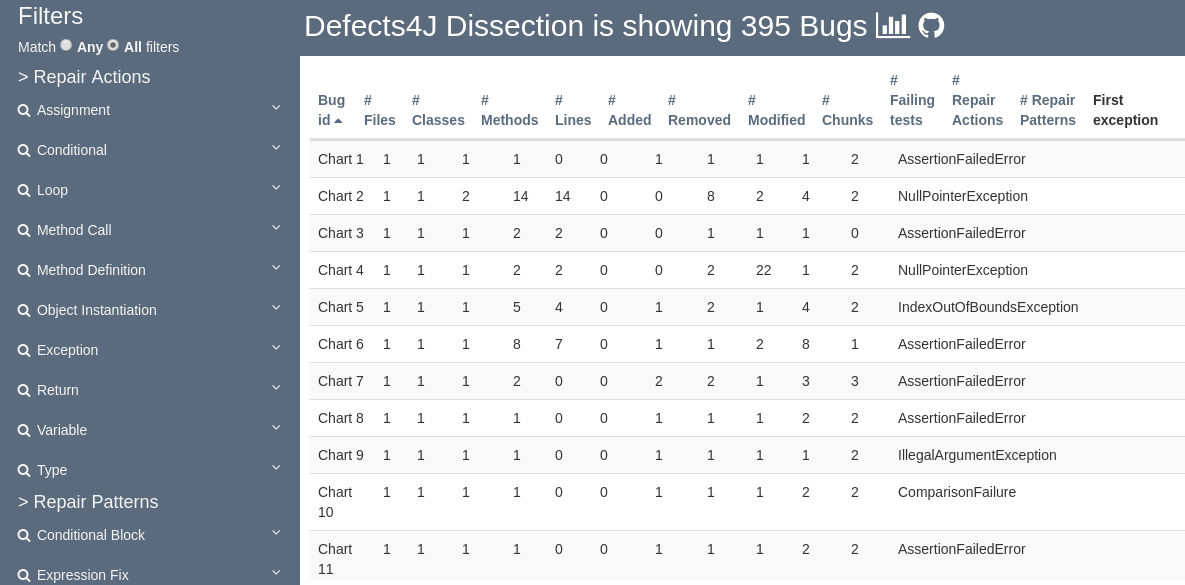 Filters
Match Any All filters
> Repair Actions
Assignment
Conditional
Loop
Method Call
Method Definition
Object Instantiation
Exception
Return
Variable
Type
> Repair Patterns
Conditional Block
Expression Fix
Defects4J Dissection is showing 395 Bugs
Bug id # Files # Classes # Methods # Lines # Added # Removed # Modified # Chunks # Failing tests # Repair Actions # Repair Patterns First exception
Chart 1 1 1 1 1 0 0 1 1 1 1 2 AssertionFailedError
Chart 2 1 1 2 14 14 0 0 8 2 4 2 NullPointerException
Chart 3 1 1 1 2 2 0 0 1 1 1 0 AssertionFailedError
Chart 4 1 1 1 2 2 0 0 2 22 1 2 NullPointerException
Chart 5 1 1 1 5 4 0 1 2 1 4 2 IndexOutOfBoundsException
Chart 6 1 1 1 8 7 0 1 1 2 8 1 AssertionFailedError
Chart 7 1 1 1 2 0 0 2 2 1 3 3 AssertionFailedError
Chart 8 1 1 1 1 0 0 1 1 1 2 2 AssertionFailedError
Chart 9 1 1 1 1 0 0 1 1 1 1 2 IllegalArgumentException
Chart 10 1 1 1 1 0 0 1 1 1 2 2 ComparisonFailure
Chart 11 1 1 1 1 0 0 1 1 1 2 2 AssertionFailedError